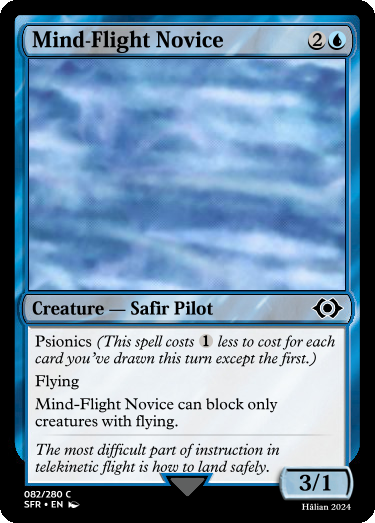 Mind-Flight Novice 2
Creature — Safir Pilot
Psionics (This spell costs 1 less to cost for each
card you've drawn this turn except the first.)
Flying
Mind-Flight Novice can block only
creatures with flying.
The most difficult part of instruction in
telekinetic flight is how to land safely.
3/1
082/280 C
SFR • EN
Hālian 2024